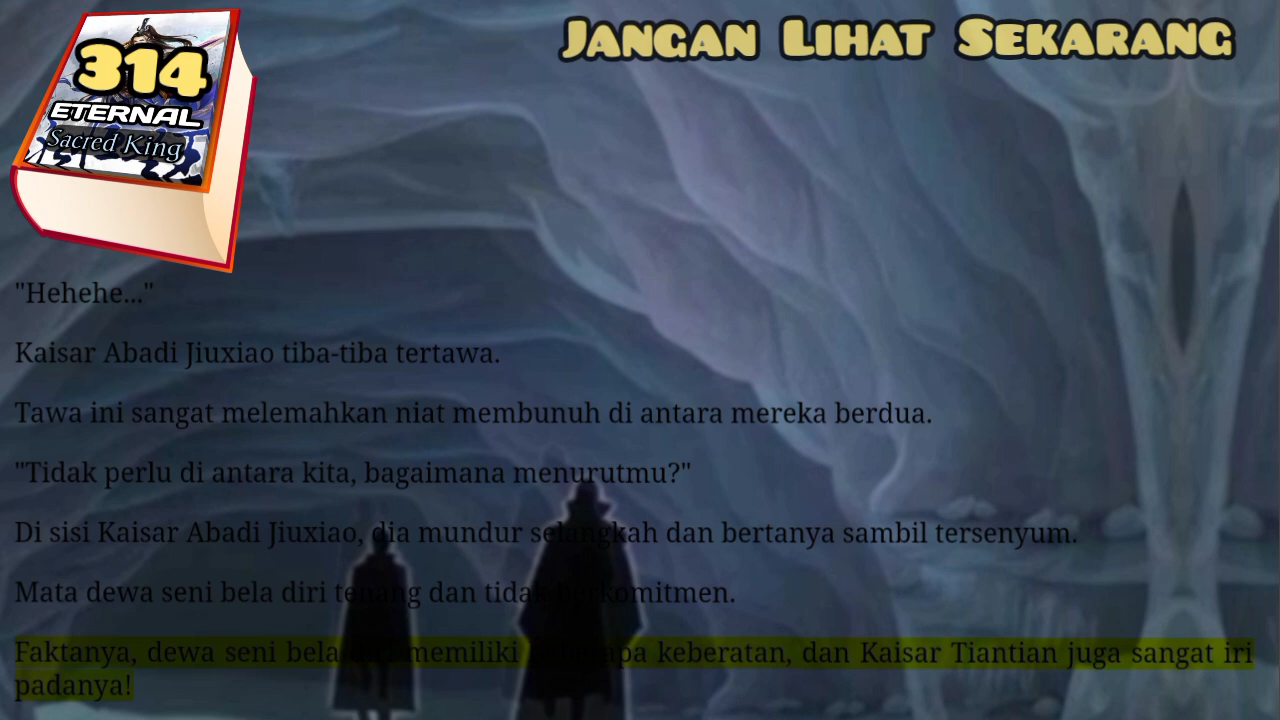 Jangan Lihat Sekarang
314
ETERNAL
Sacred King
"Hehehe..."
Kaisar Abadi Jiuxiao tiba-tiba tertawa.
Tawa ini sangat melemahkan niat membunuh di antara mereka berdua.
"Tidak perlu di antara kita, bagaimana menurutmu?"
Di sisi Kaisar Abadi Jiuxiao, dia mundur selangkah dan bertanya sambil tersenyum.
Mata dewa seni bela diri tenang dan tidak berkomitmen.
Faktanya, dewa seni bela diri memiliki beberapa keberatan, dan Kaisar Tiantian juga sangat iri
padanya!